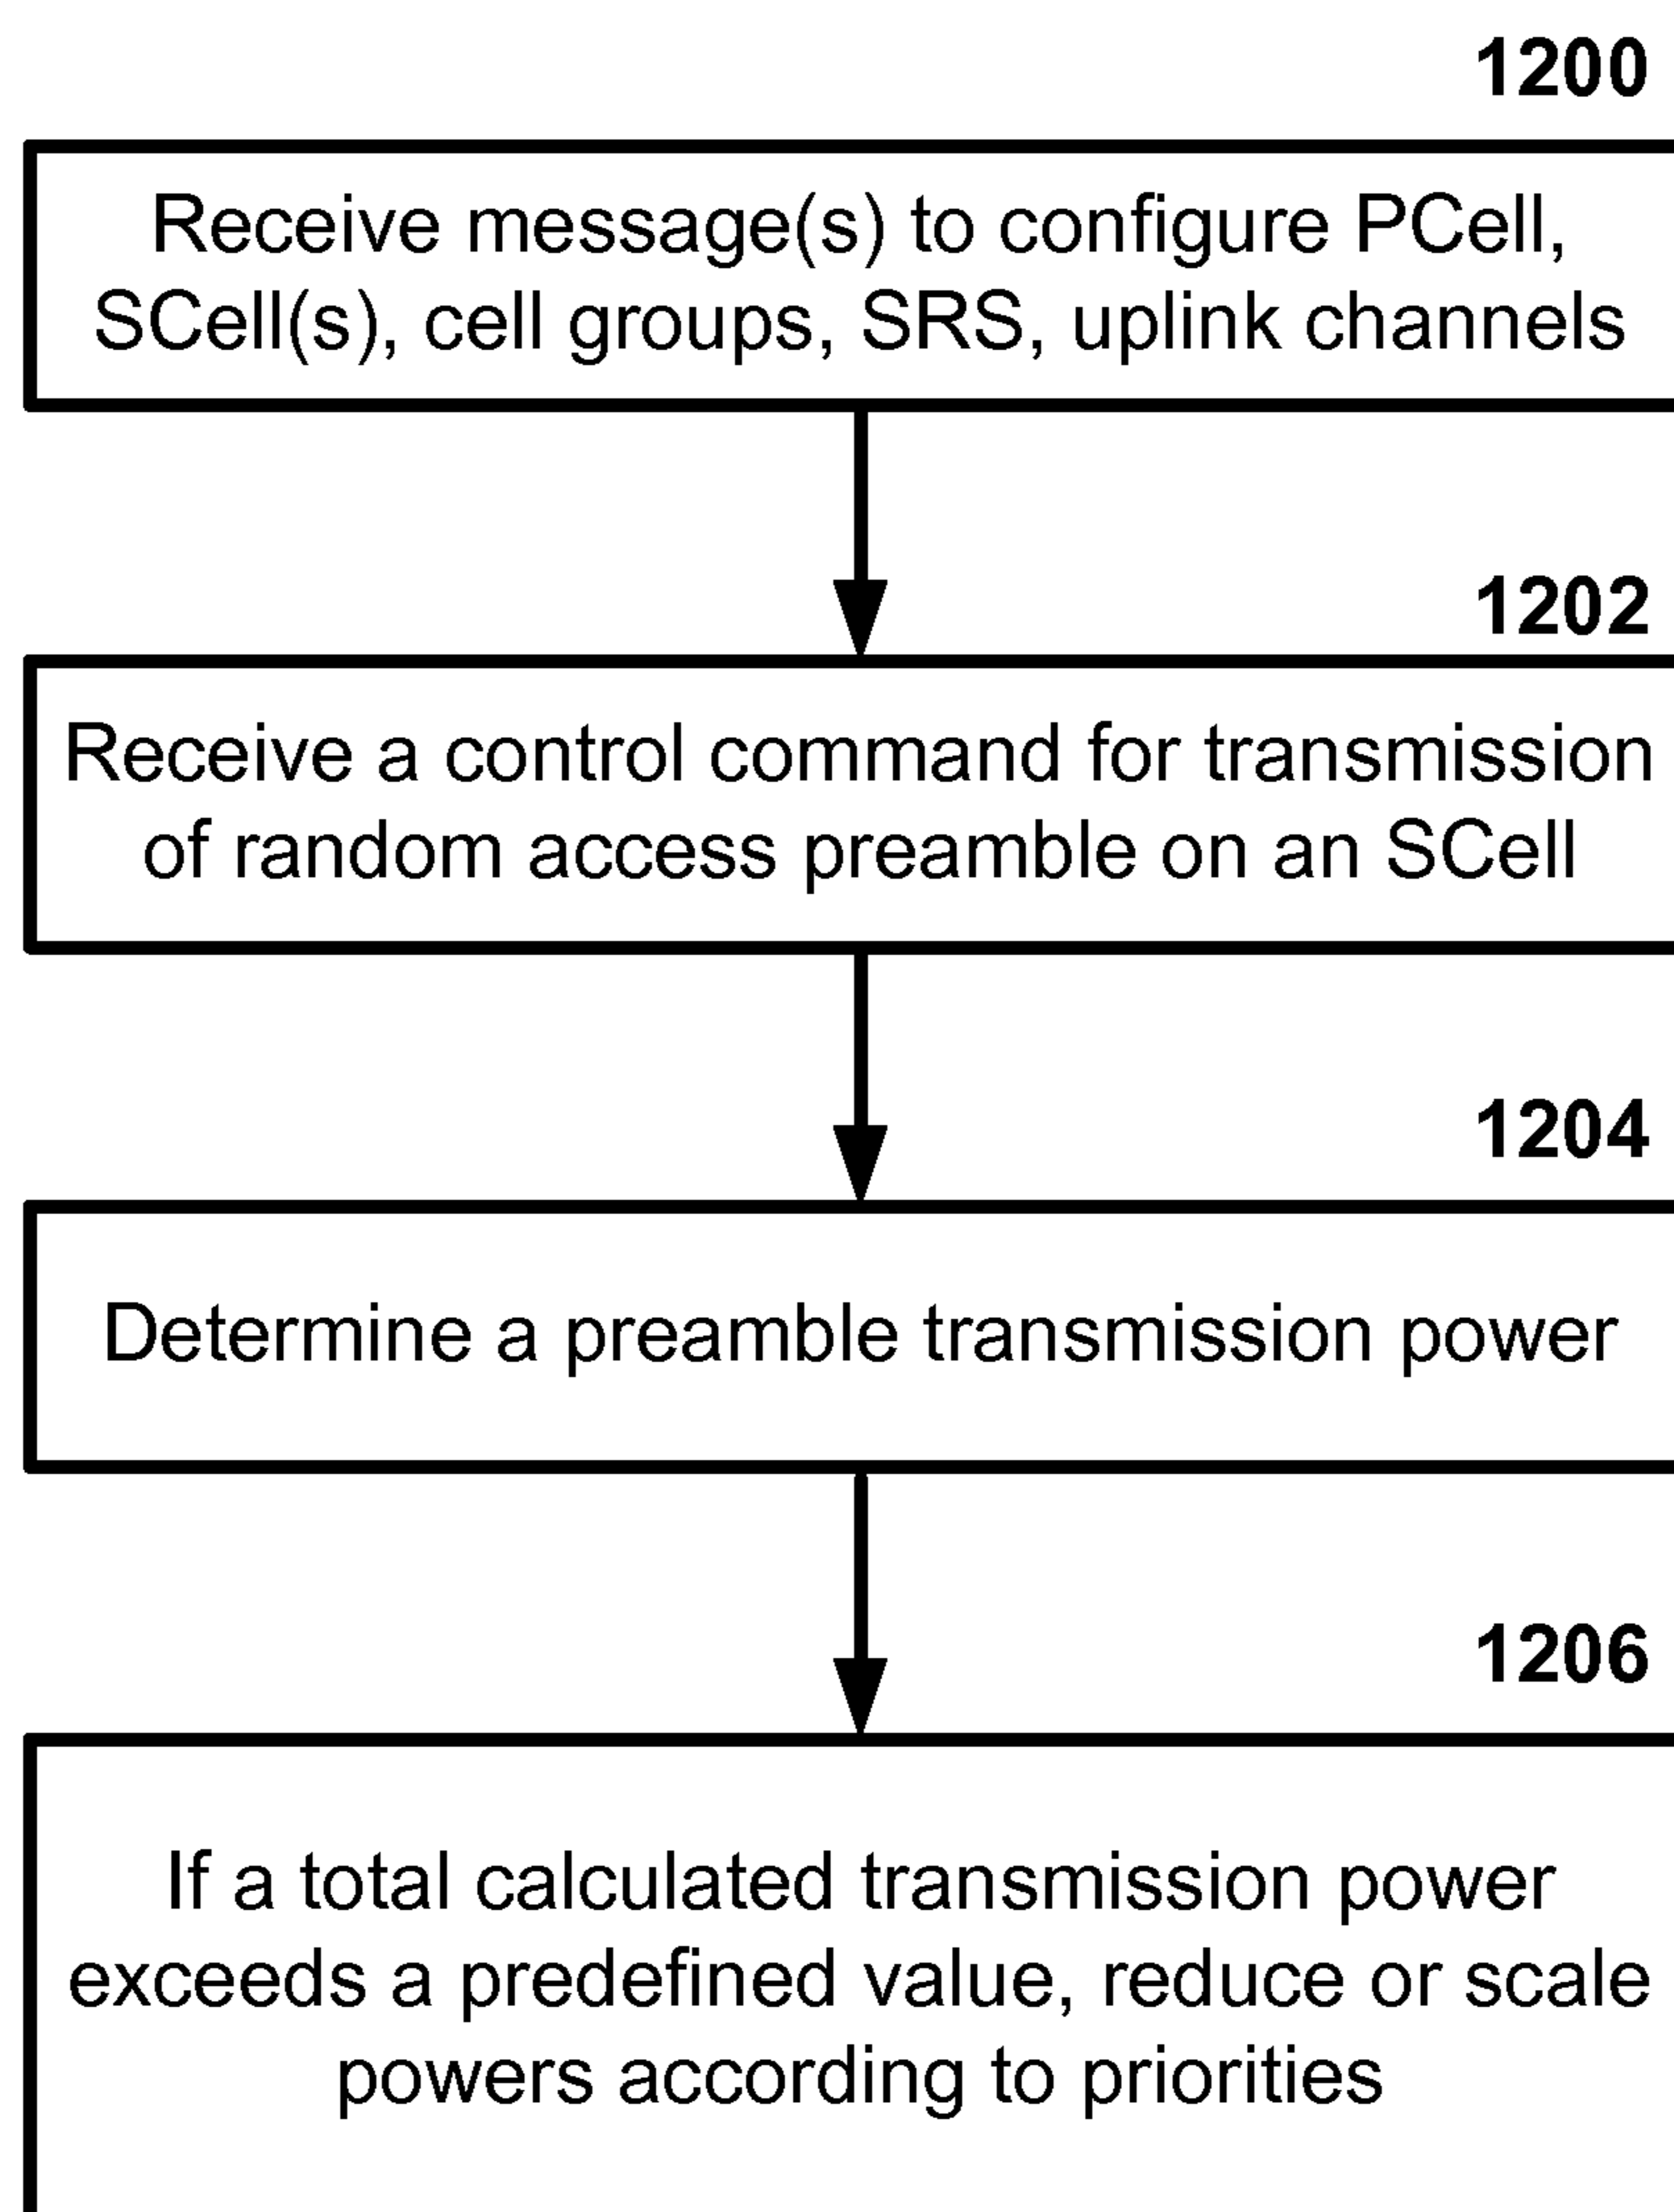 1200
Receive message(s) to configure PCell,
SCell(s), cell groups, SRS, uplink channels
1202
Receive a control command for transmission
of random access preamble on an SCell
1204
Determine a preamble transmission power
1206
If a total calculated transmission power
exceeds a predefined value, reduce or scale
powers according to priorities